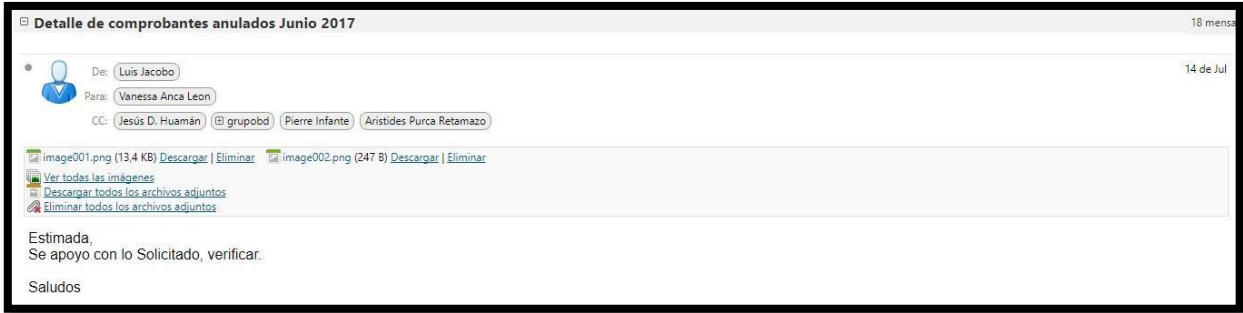 Detalle de comprobantes anulados Junio 2017 18 mensa
De: Luis Jacobo 14 de Jul
Para: Vanessa Anca Leon
CC: Jesús D. Huamán grupobd Pierre Infante Aristides Purca Retamazo
image001.png (13,4 KB) Descargar | Eliminar image002.png (247 B) Descargar | Eliminar
Ver todas las imágenes
Descargar todos los archivos adjuntos
Eliminar todos los archivos adjuntos
Estimada,
Se apoyo con lo Solicitado, verificar.
Saludos